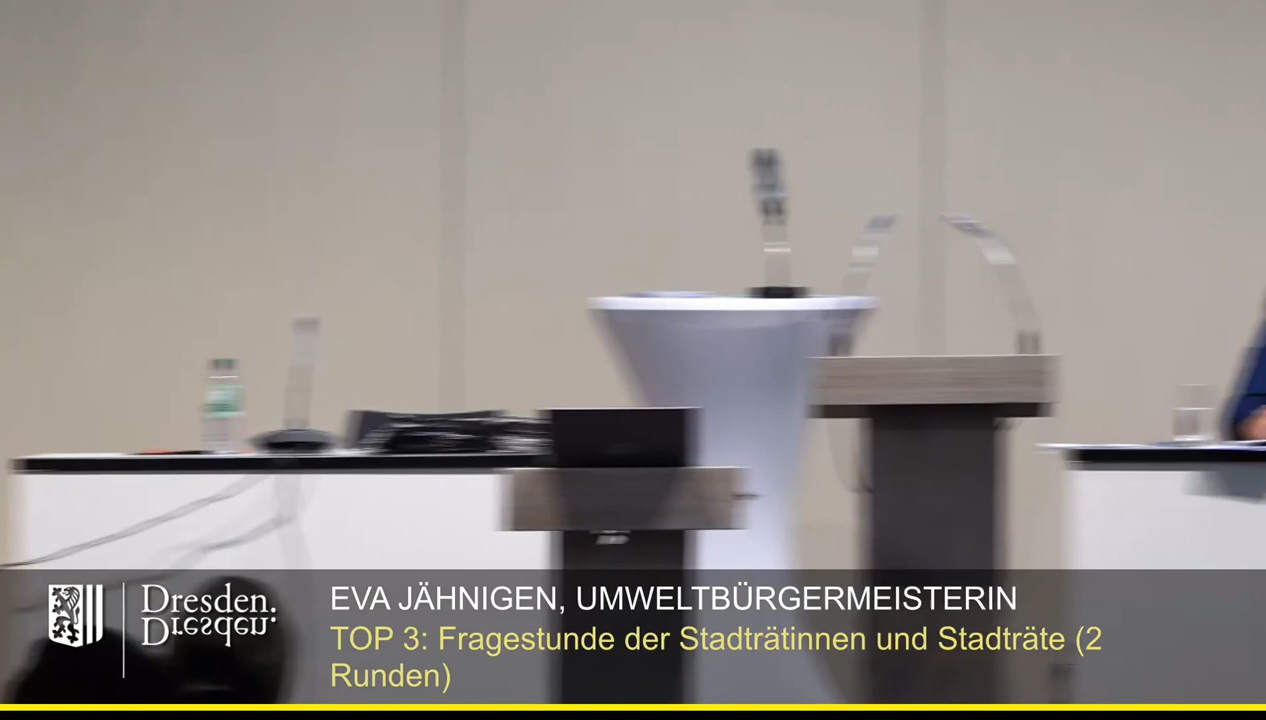 Dresden.
Dresden.
EVA JÄHNIGEN, UMWELTBÜRGERMEISTERIN
TOP 3: Fragestunde der Stadträtinnen und Stadträte (2
Runden)